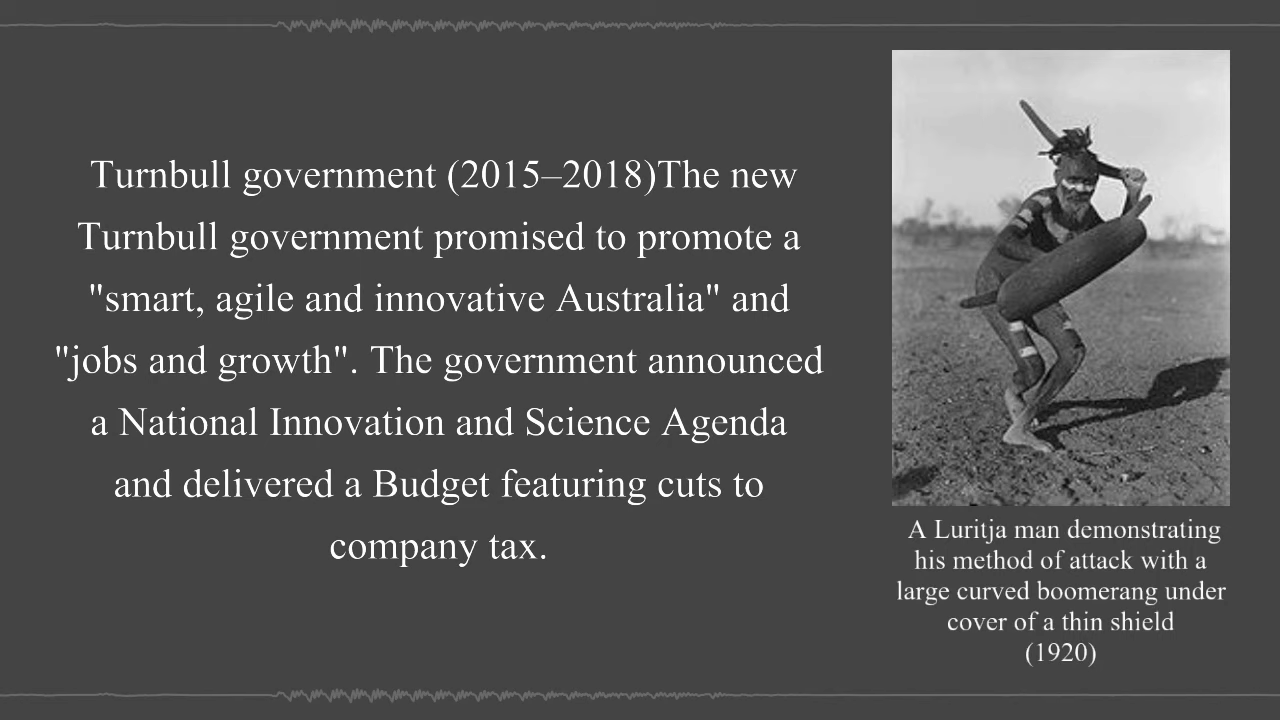 Turnbull government (2015–2018)The new
Turnbull government promised to promote a
"smart, agile and innovative Australia" and
"jobs and growth". The government announced
a National Innovation and Science Agenda
and delivered a Budget featuring cuts to
company tax.
A Luritja man demonstrating
his method of attack with a
large curved boomerang under
cover of a thin shield
(1920)